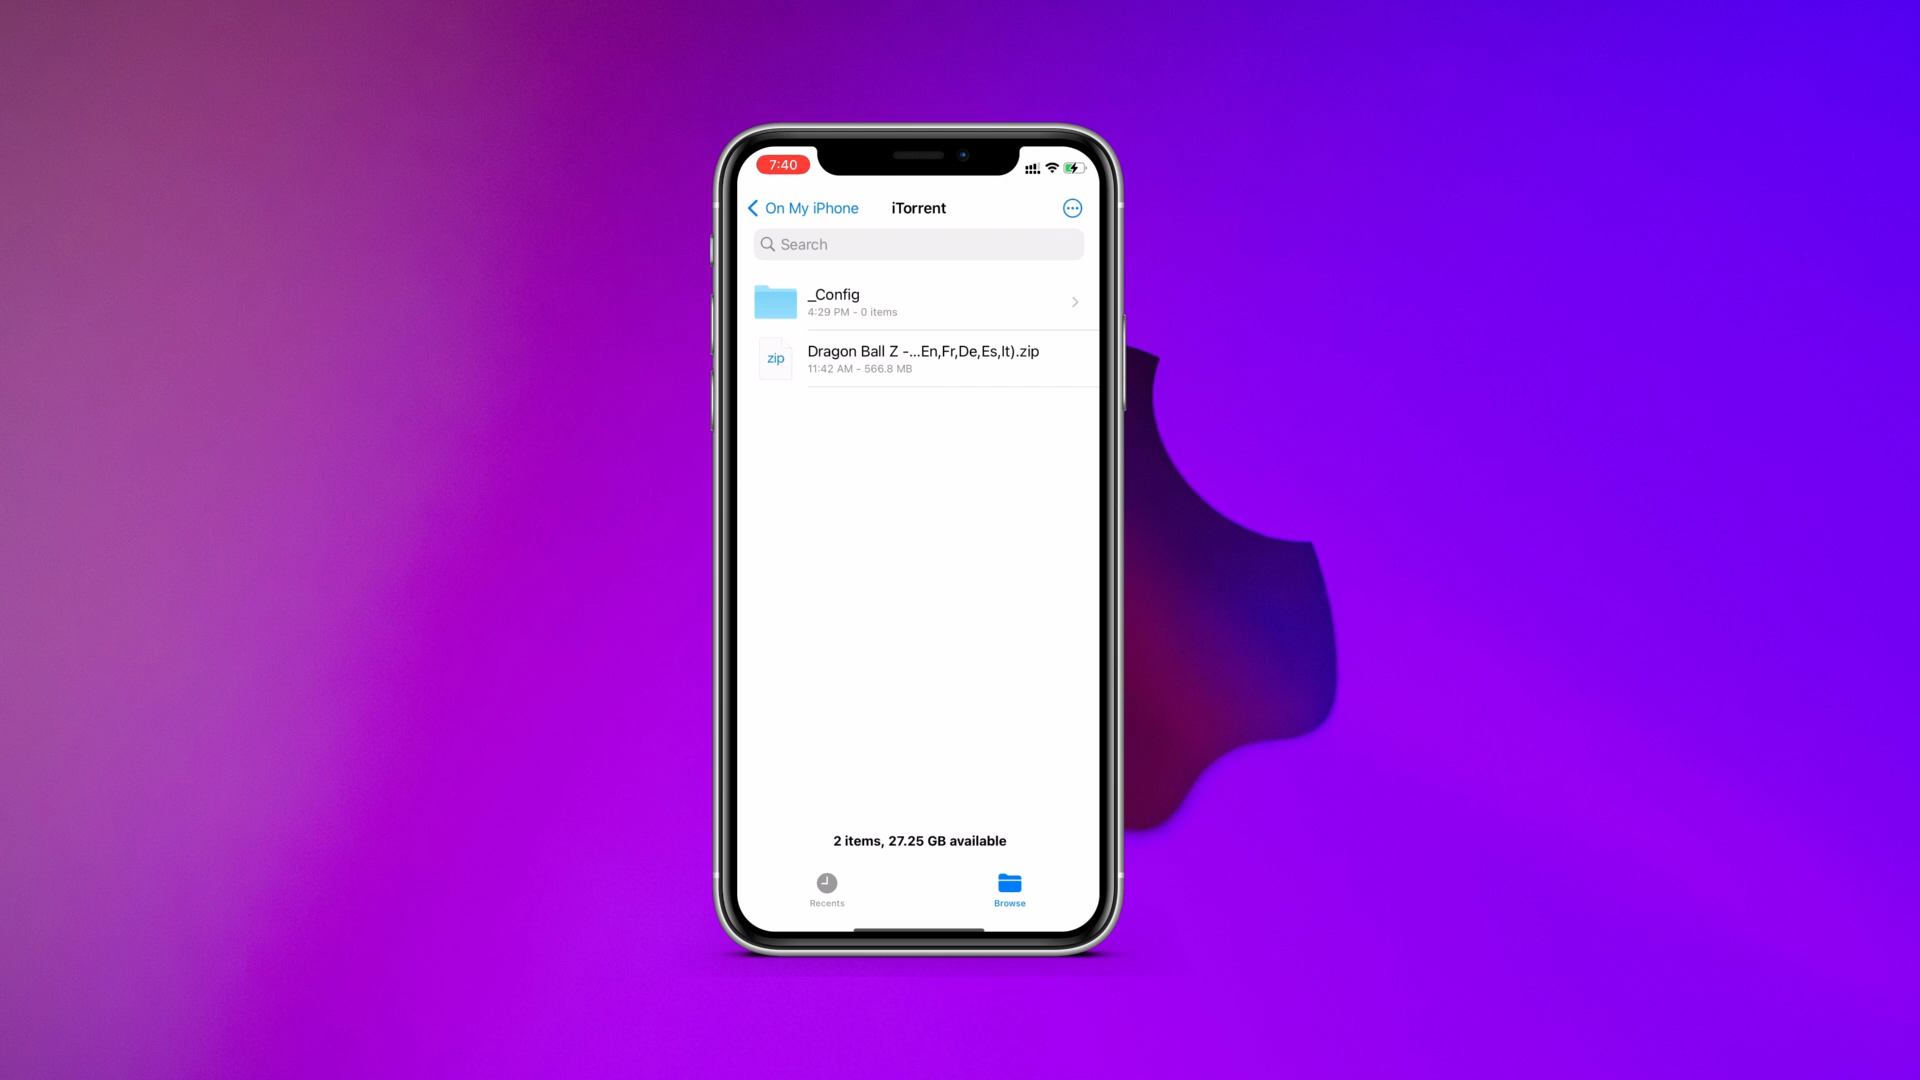 7:40
On My iPhone
iTorrent
Search
_Config
4:29 PM - 0 items
zip
Dragon Ball Z -...En,Fr,De,Es,It).zip
11:42 AM - 566.8 MB
2 items, 27.25 GB available
Recents
Browse